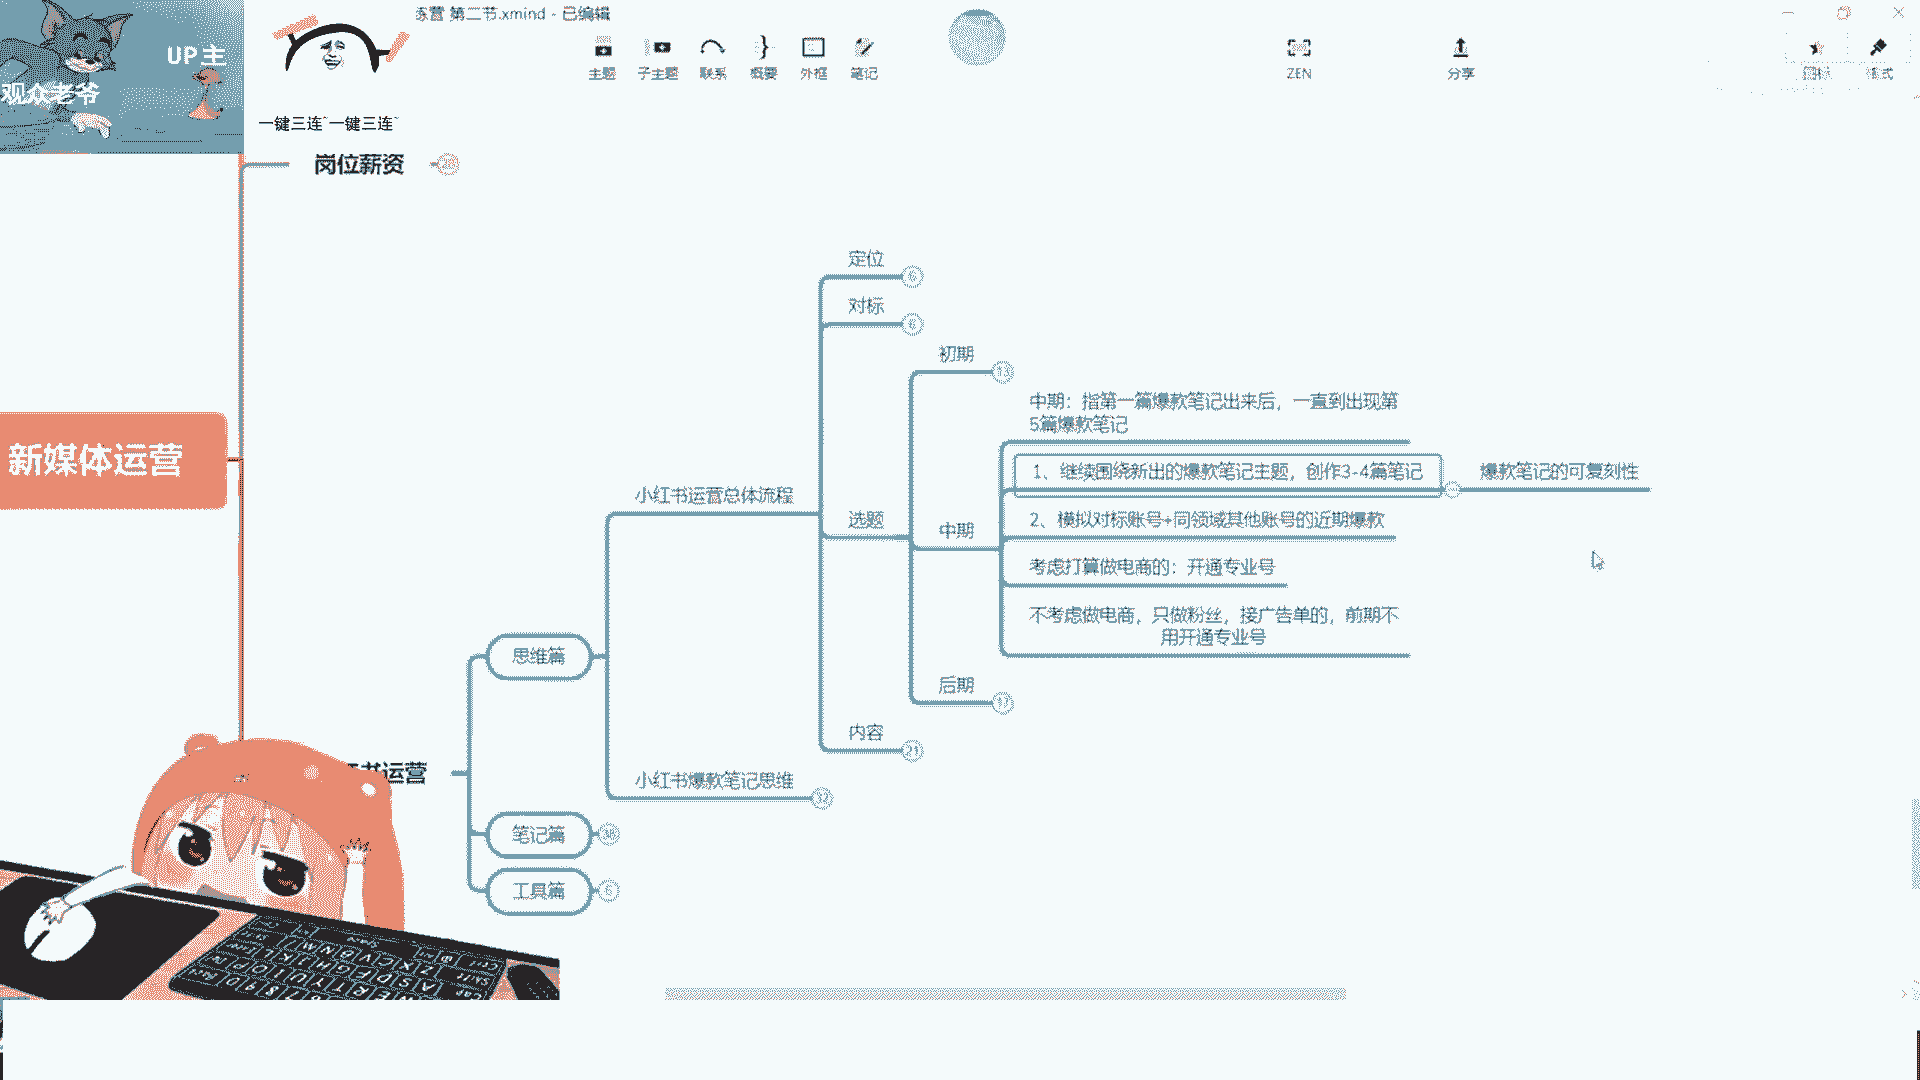 练营 第二节.xmind - 已编辑
UP主
观众老爷
一键三连~一键三连~
主题
子主题
联系
概要
外框
笔记
ZEN
分享
图标
格式
岗位薪资
新媒体运营
定位
6
对标
6
初期
13
中期：指第一篇爆款笔记出来后，一直到出现第
5篇爆款笔记
1、继续围绕新出的爆款笔记主题，创作3-4篇笔记
爆款笔记的可复刻性
小红书运营总体流程
选题
中期
2、模拟对标账号+同领域其他账号的近期爆款
考虑打算做电商的：开通专业号
不考虑做电商，只做粉丝，接广告单的，前期不
用开通专业号
思维篇
后期
17
内容
21
书运营
小红书爆款笔记思维
32
笔记篇
36
工具篇
6